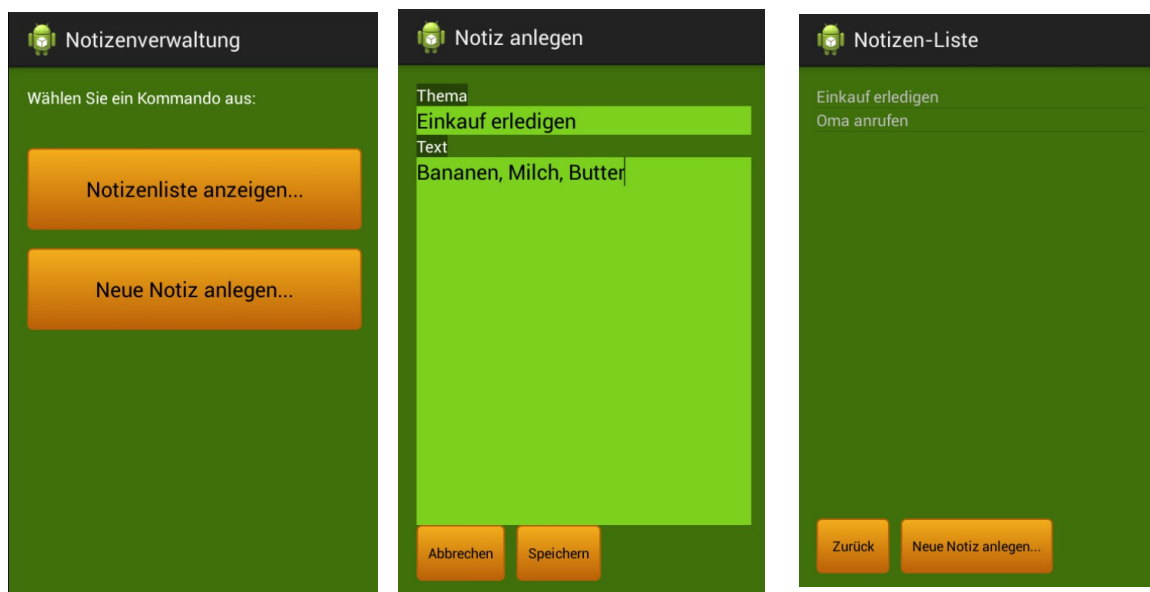 Notizenverwaltung
Wählen Sie ein Kommando aus:
Notizenliste anzeigen...
Neue Notiz anlegen...
Notiz anlegen
Thema
Einkauf erledigen
Text
Bananen, Milch, Butter
Abbrechen
Speichern
Notizen-Liste
Einkauf erledigen
Oma anrufen
Zurück
Neue Notiz anlegen...